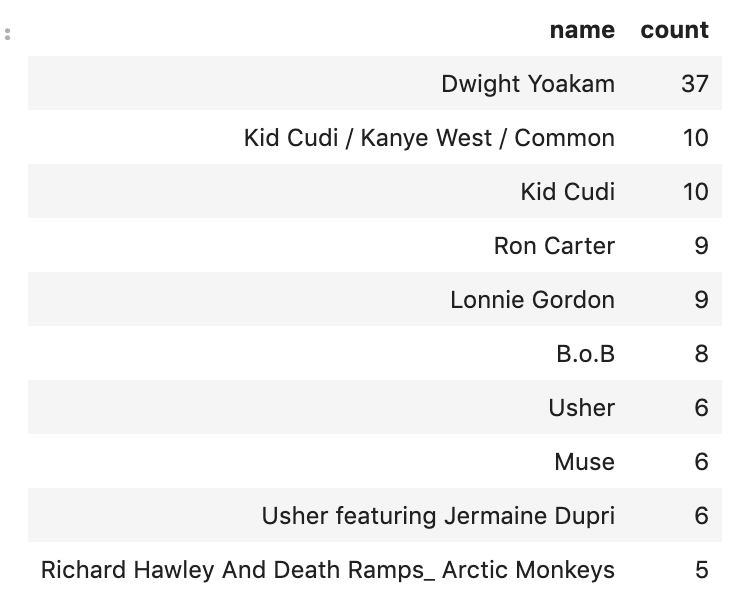 name count
Dwight Yoakam 37
Kid Cudi / Kanye West / Common 10
Kid Cudi 10
Ron Carter 9
Lonnie Gordon 9
B.o.B 8
Usher 6
Muse 6
Usher featuring Jermaine Dupri 6
Richard Hawley And Death Ramps_ Arctic Monkeys 5